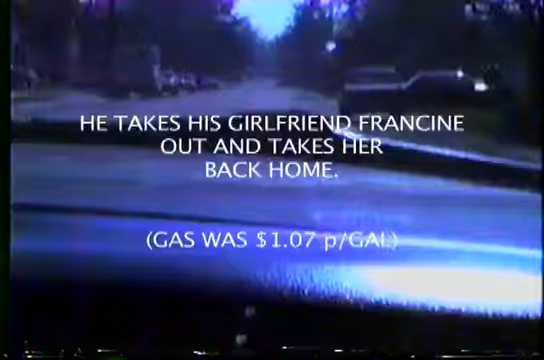 HE TAKES HIS GIRLFRIEND FRANCINE
OUT AND TAKES HER
BACK HOME.
(GAS WAS $1.07 p/GAL)